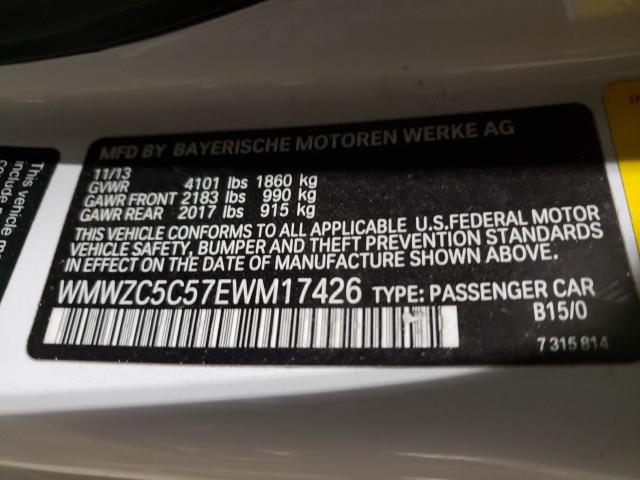 MFD BY BAYERISCHE MOTOREN WERKE AG
11/13
GVWR 4101 lbs 1860 kg
GAWR FRONT 2183 lbs 990 kg
GAWR REAR 2017 lbs 915 kg
THIS VEHICLE CONFORMS TO ALL APPLICABLE U.S.FEDERAL MOTOR
VEHICLE SAFETY, BUMPER AND THEFT PREVENTION STANDARDS
IN EFFECT ON THE DATE OF MANUFACTURE SHOWN ABOVE.
WMWZC5C57EWM17426 TYPE: PASSENGER CAR
B15/0
7 315 814
This vehicle
include